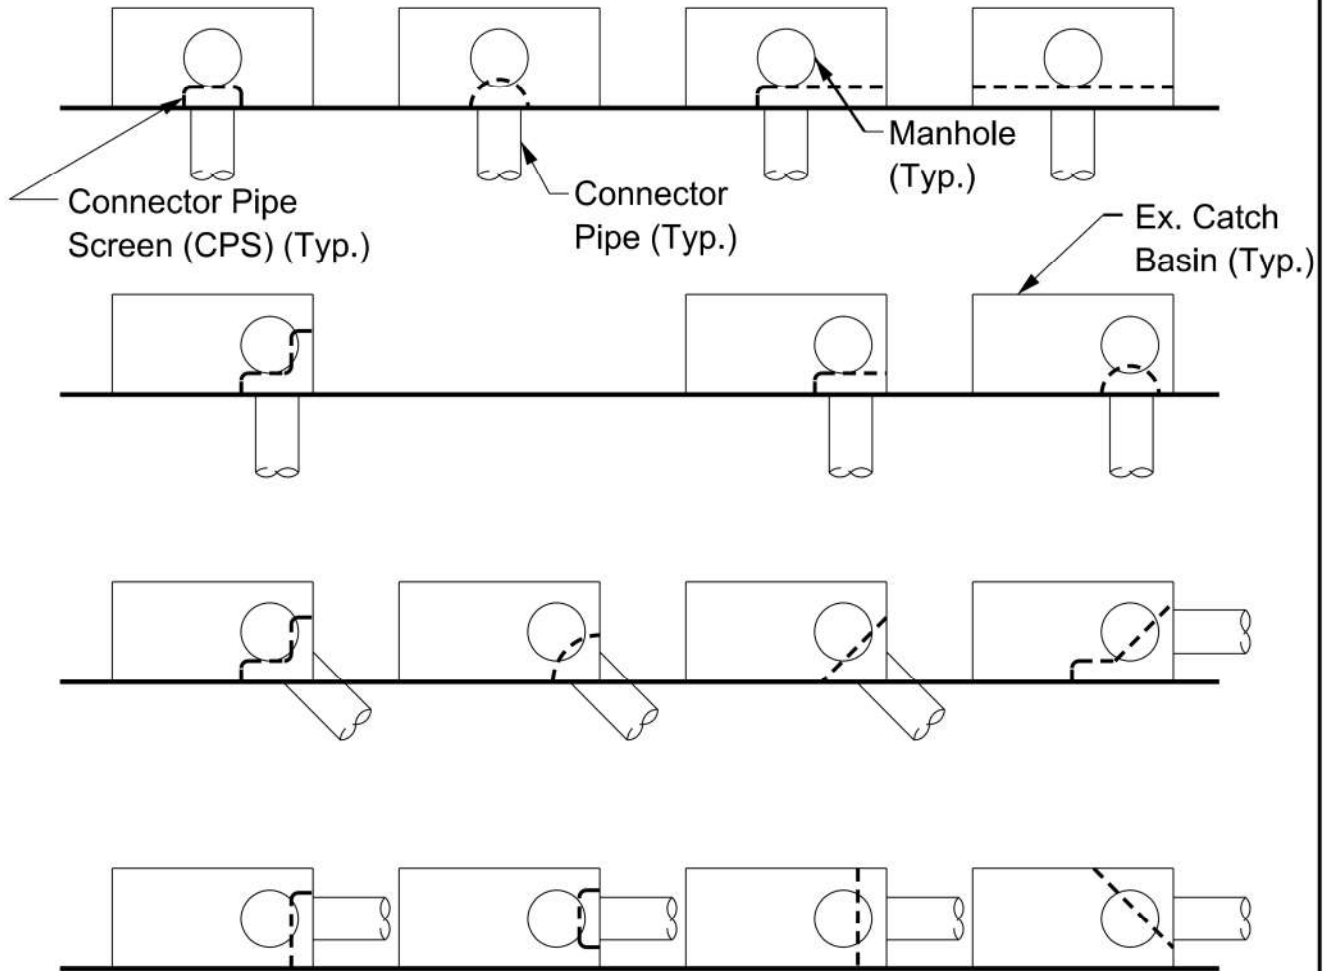 Manhole
(Typ.)
Connector Pipe
Screen (CPS) (Typ.)
Connector
Pipe (Typ.)
Ex. Catch
Basin (Typ.)